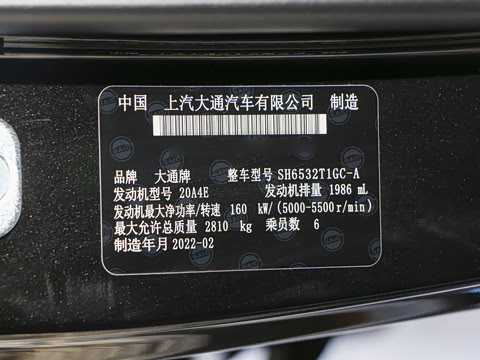 中国 上汽大通汽车有限公司 制造
品牌 大通牌 整车型号 SH6532T1GC-A
发动机型号 20A4E 发动机排量 1986 mL
发动机最大净功率/转速 160 kW/(5000-5500r/min)
最大允许总质量 2810 kg 乘员数 6
制造年月 2022-02